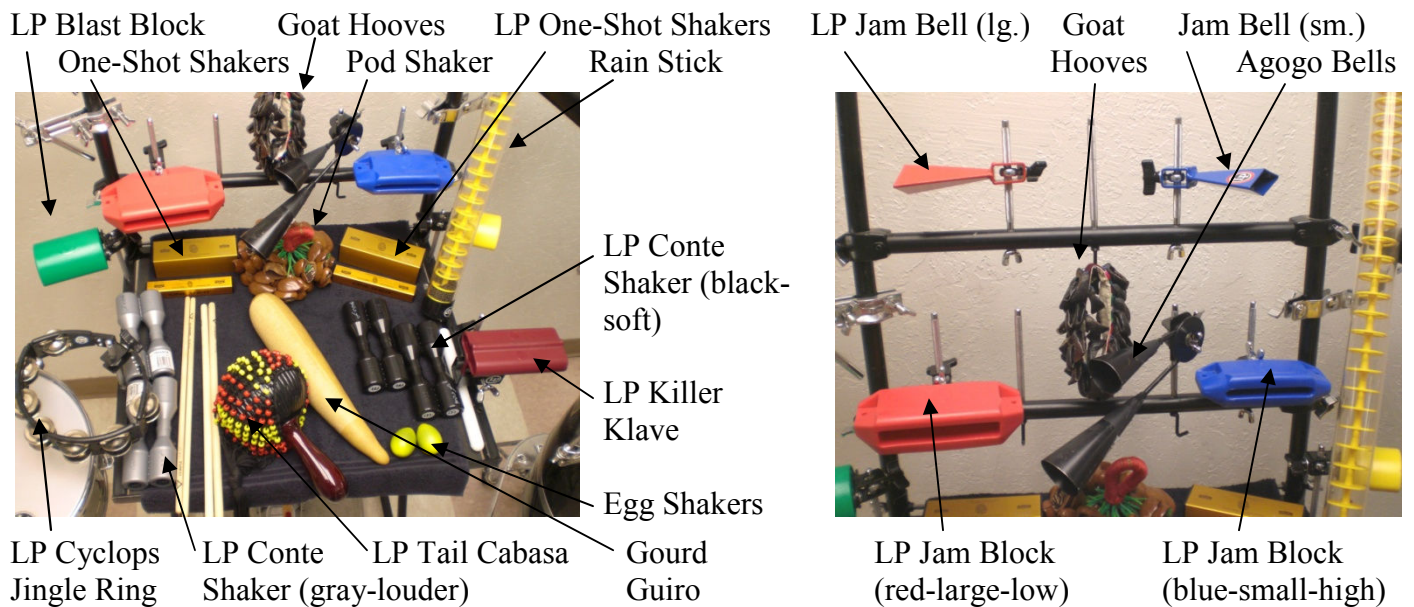 LP Blast Block
Goat Hooves
LP One-Shot Shakers
One-Shot Shakers
Pod Shaker
Rain Stick
LP Conte
Shaker (black-
soft)
LP Killer
Klave
Egg Shakers
LP Cyclops
Jingle Ring
LP Conte
Shaker (gray-louder)
LP Tail Cabasa
Gourd
Guiro
LP Jam Bell (lg.)
Goat
Hooves
Jam Bell (sm.)
Agogo Bells
LP Jam Block
(red-large-low)
LP Jam Block
(blue-small-high)